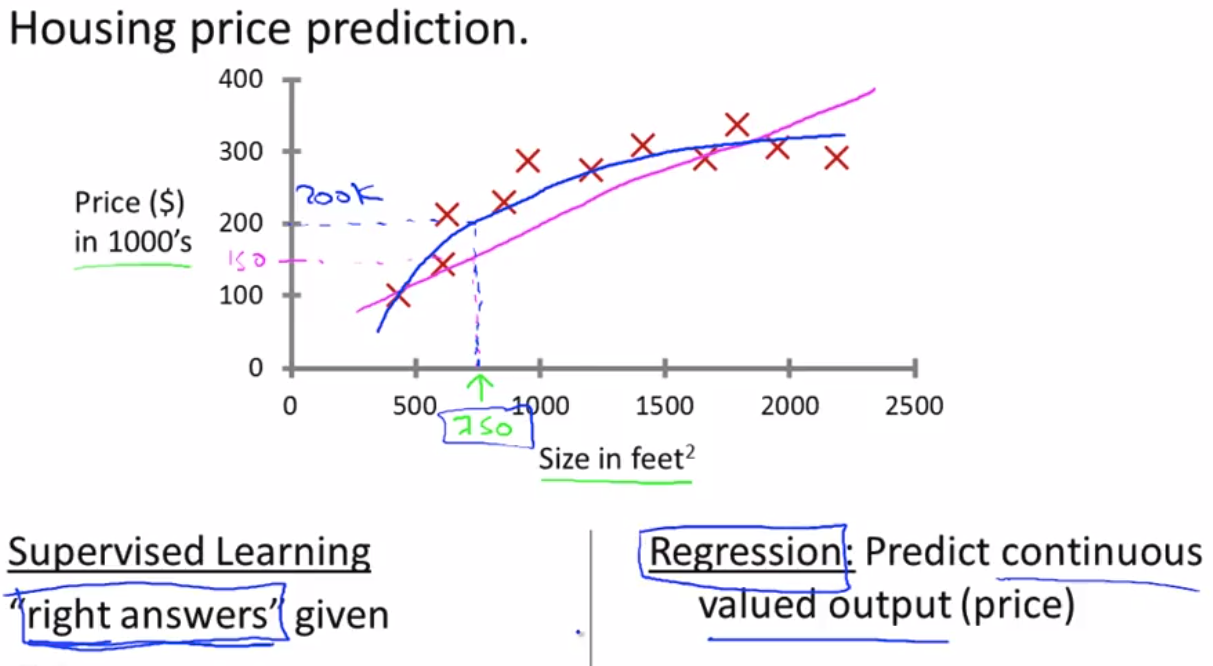 Housing price prediction.
400
300
200K
Price ($)
200
in 1000's
150
100
0
0 500 1000 1500 2000 2500
750
Size in feet²
Supervised Learning
“right answers” given
Regression: Predict continuous
valued output (price)